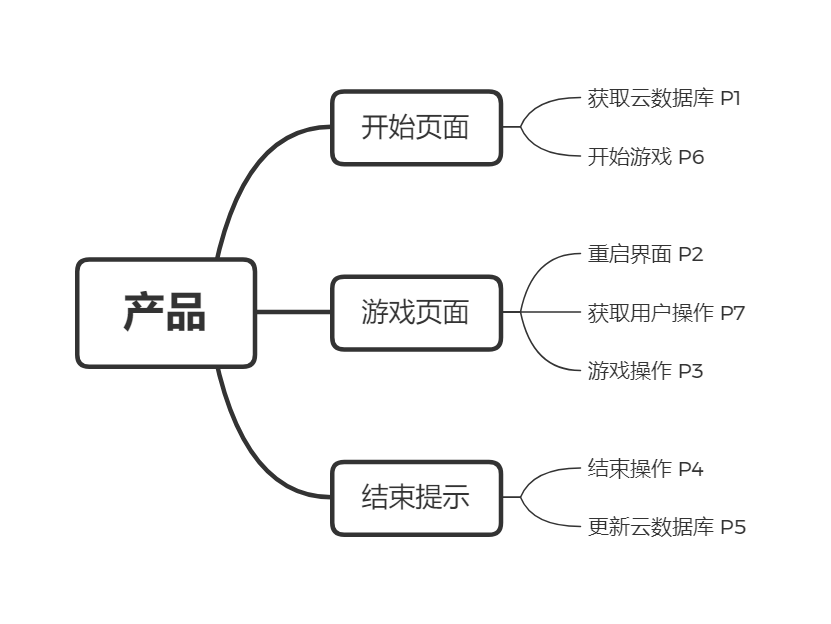 产品
开始页面
获取云数据库 P1
开始游戏 P6
游戏页面
重启界面 P2
获取用户操作 P7
游戏操作 P3
结束提示
结束操作 P4
更新云数据库 P5